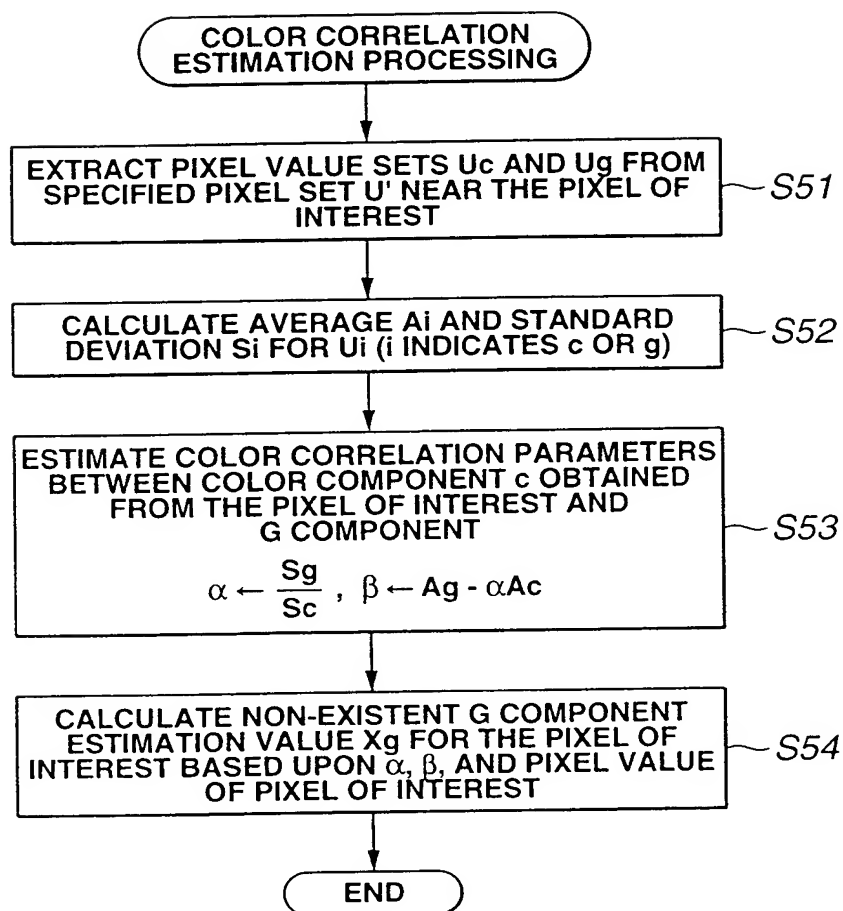 COLOR CORRELATION
ESTIMATION PROCESSING
EXTRACT PIXEL VALUE SETS Uc AND Ug FROM
SPECIFIED PIXEL SET U' NEAR THE PIXEL OF
INTEREST
S51
CALCULATE AVERAGE Ai AND STANDARD
DEVIATION Si FOR Ui (i INDICATES c OR g)
S52
ESTIMATE COLOR CORRELATION PARAMETERS
BETWEEN COLOR COMPONENT c OBTAINED
FROM THE PIXEL OF INTEREST AND
G COMPONENT
α ← Sg/Sc , β ← Ag - αAc
S53
CALCULATE NON-EXISTENT G COMPONENT
ESTIMATION VALUE Xg FOR THE PIXEL OF
INTEREST BASED UPON α, β, AND PIXEL VALUE
OF PIXEL OF INTEREST
S54
END